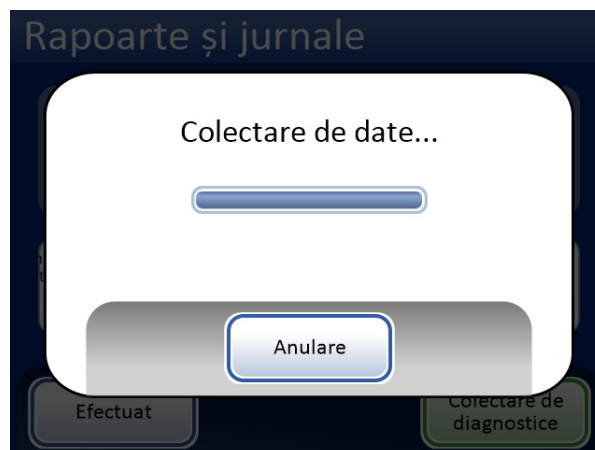 Rapoarte și jurnale
Colectare de date...
Anulare
Efectuat
Colectare de
diagnostice